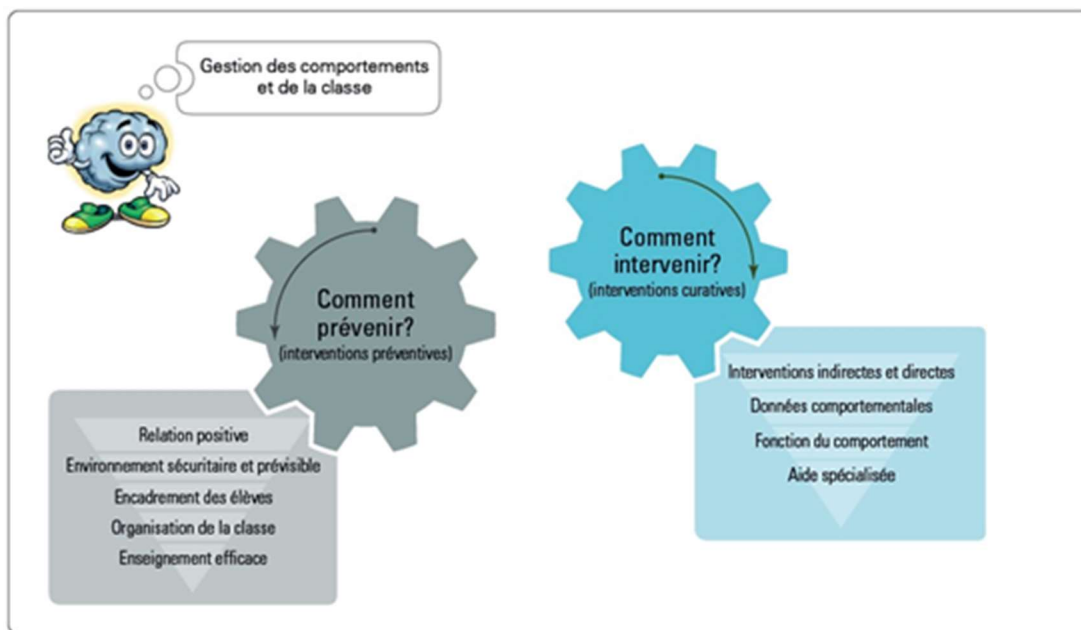 Gestion des comportements
et de la classe
Comment
prévenir?
(interventions préventives)
Relation positive
Environnement sécuritaire et prévisible
Encadrement des élèves
Organisation de la classe
Enseignement efficace
Comment
intervenir?
(interventions curatives)
Interventions indirectes et directes
Données comportementales
Fonction du comportement
Aide spécialisée